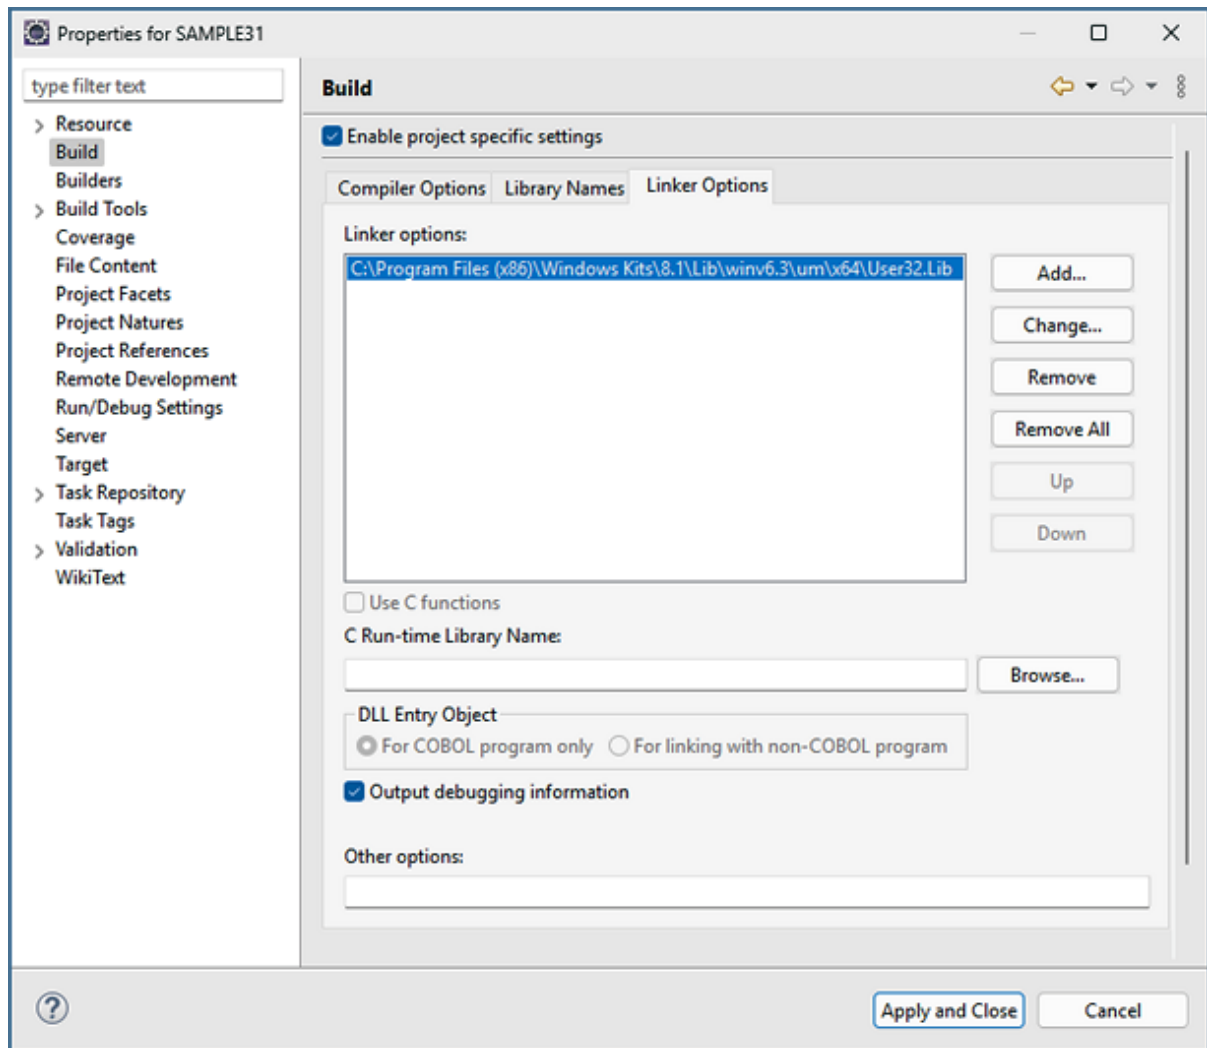 Properties for SAMPLE31
type filter text
Resource
Build
Builders
Build Tools
Coverage
File Content
Project Facets
Project Natures
Project References
Remote Development
Run/Debug Settings
Server
Target
Task Repository
Task Tags
Validation
WikiText
Build
Enable project specific settings
Compiler Options Library Names Linker Options
Linker options:
C:\Program Files (x86)\Windows Kits\8.1\Lib\winv6.3\um\x64\User32.Lib
Add...
Change...
Remove
Remove All
Up
Down
Use C functions
C Run-time Library Name:
Browse...
DLL Entry Object
For COBOL program only For linking with non-COBOL program
Output debugging information
Other options:
?
Apply and Close Cancel